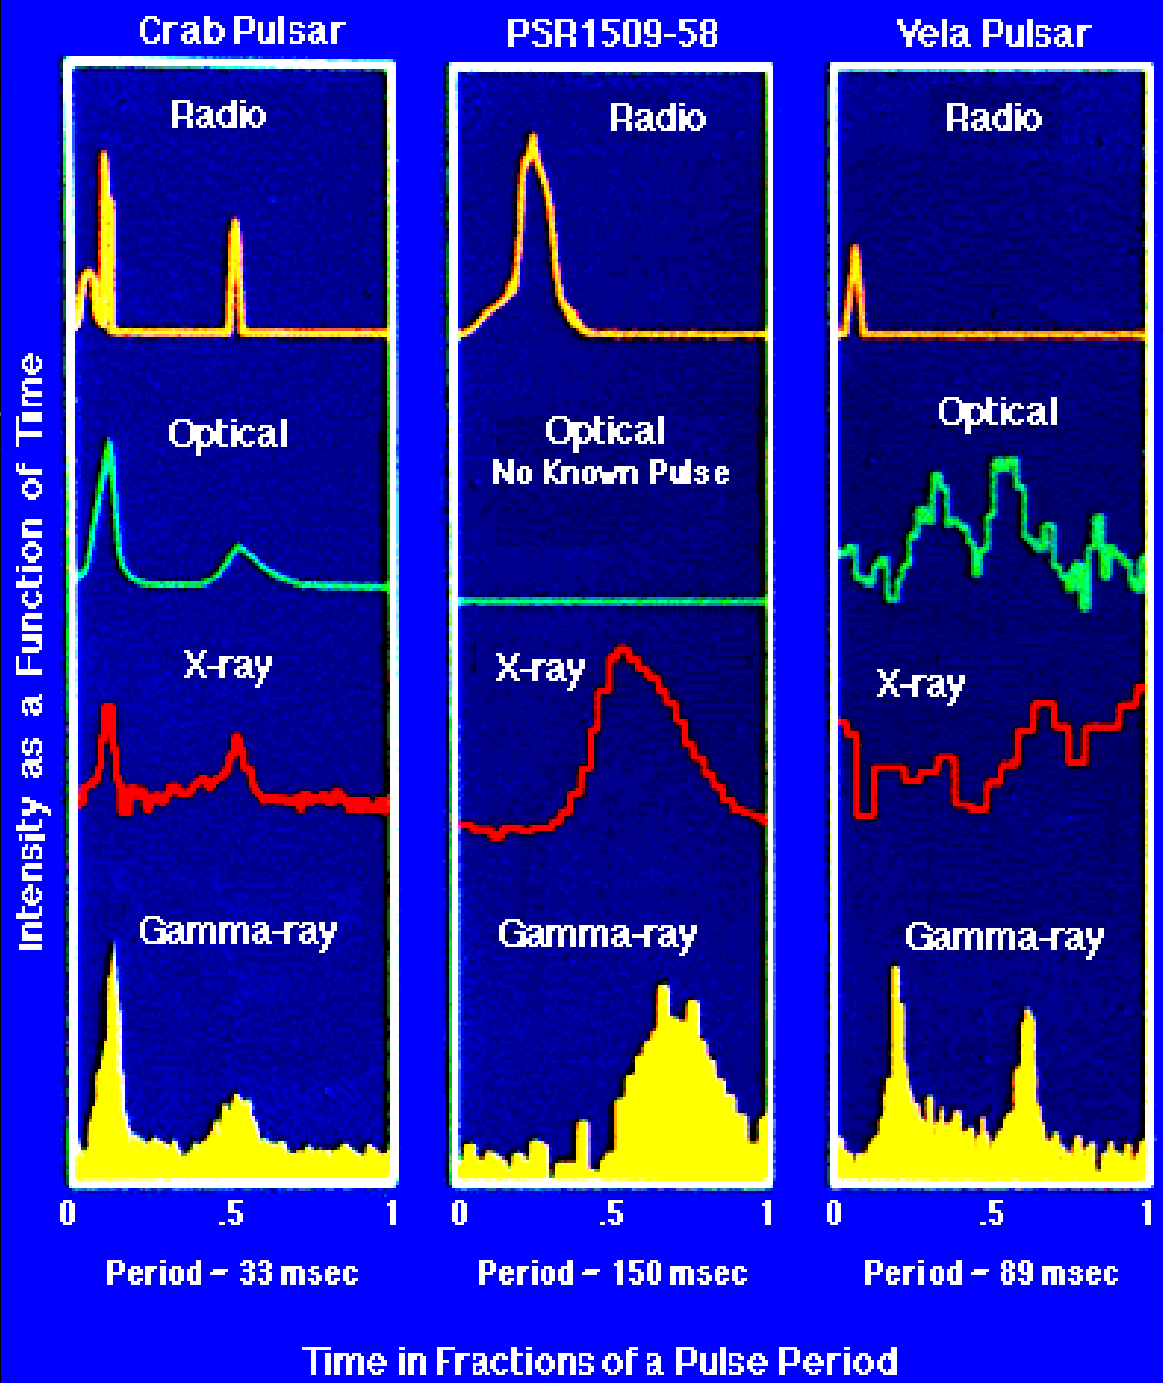 Crab Pulsar
PSR1509-58
Vela Pulsar
Radio
Radio
Radio
Optical
Optical
No Known Pulse
Optical
X-ray
X-ray
X-ray
Gamma-ray
Gamma-ray
Gamma-ray
Intensity as a Function of Time
0 .5 1
0 .5 1
0 .5 1
Period ~ 33 msec
Period ~ 150 msec
Period ~ 89 msec
Time in Fractions of a Pulse Period